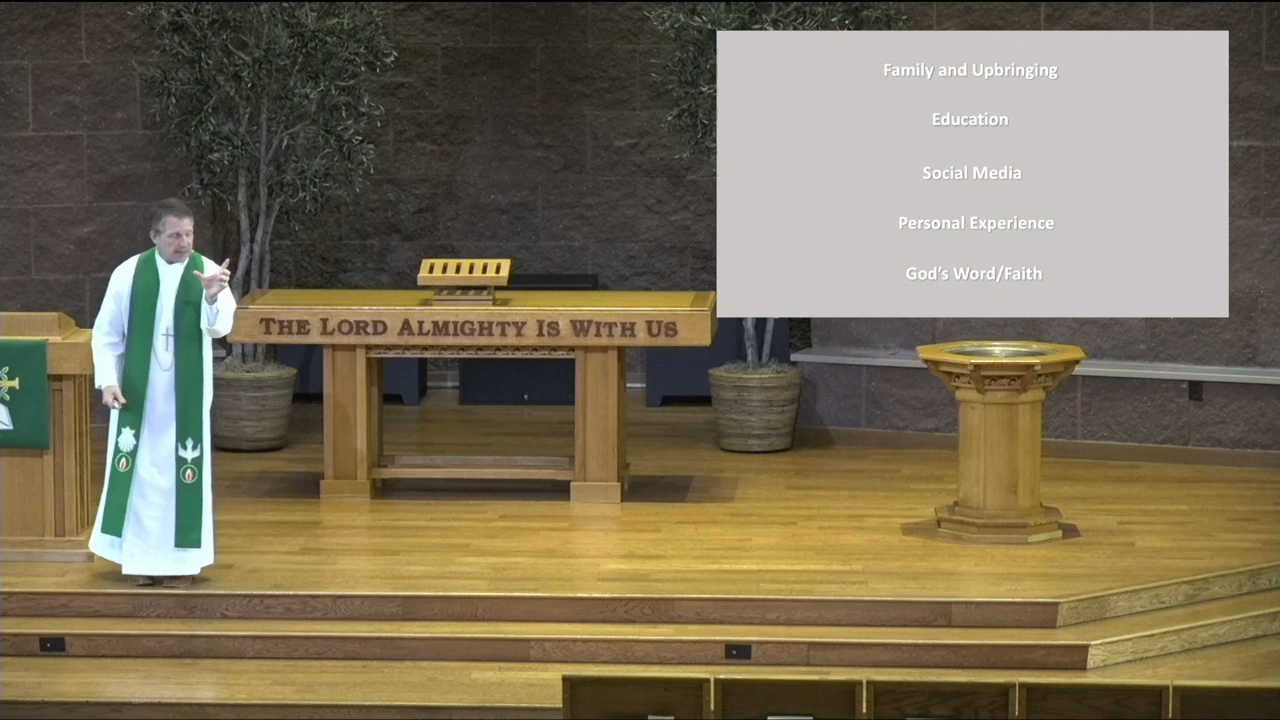 Family and Upbringing
Education
Social Media
Personal Experience
God's Word/Faith
THE LORD ALMIGHTY IS WITH US